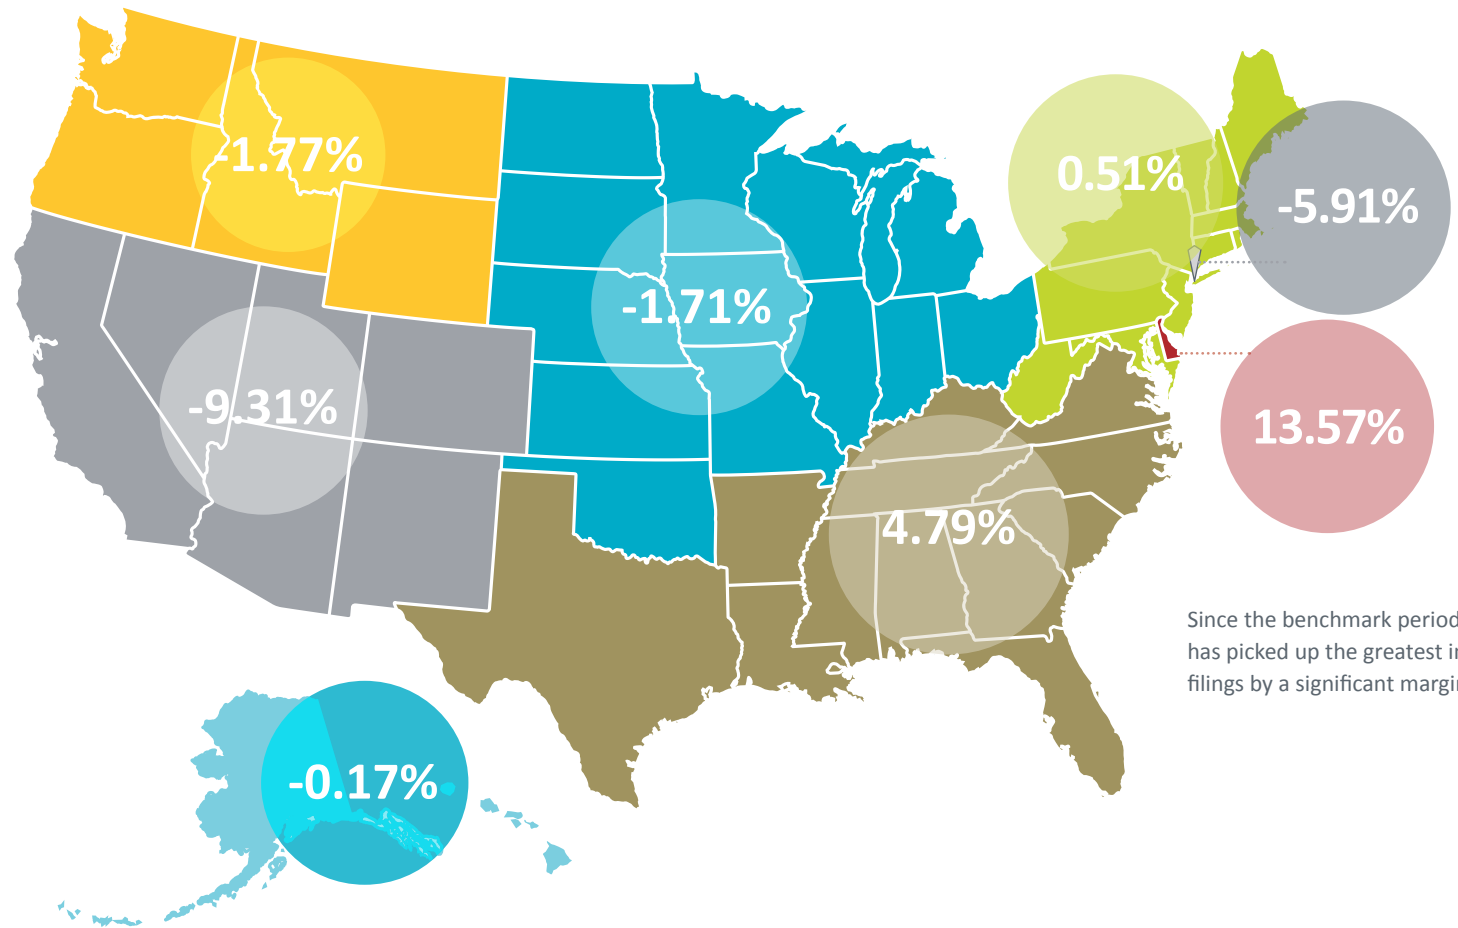 -1.77%
0.51%
-5.91%
-1.71%
-9.31%
13.57%
4.79%
Since the benchmark period
has picked up the greatest
filings by a significant
-0.17%